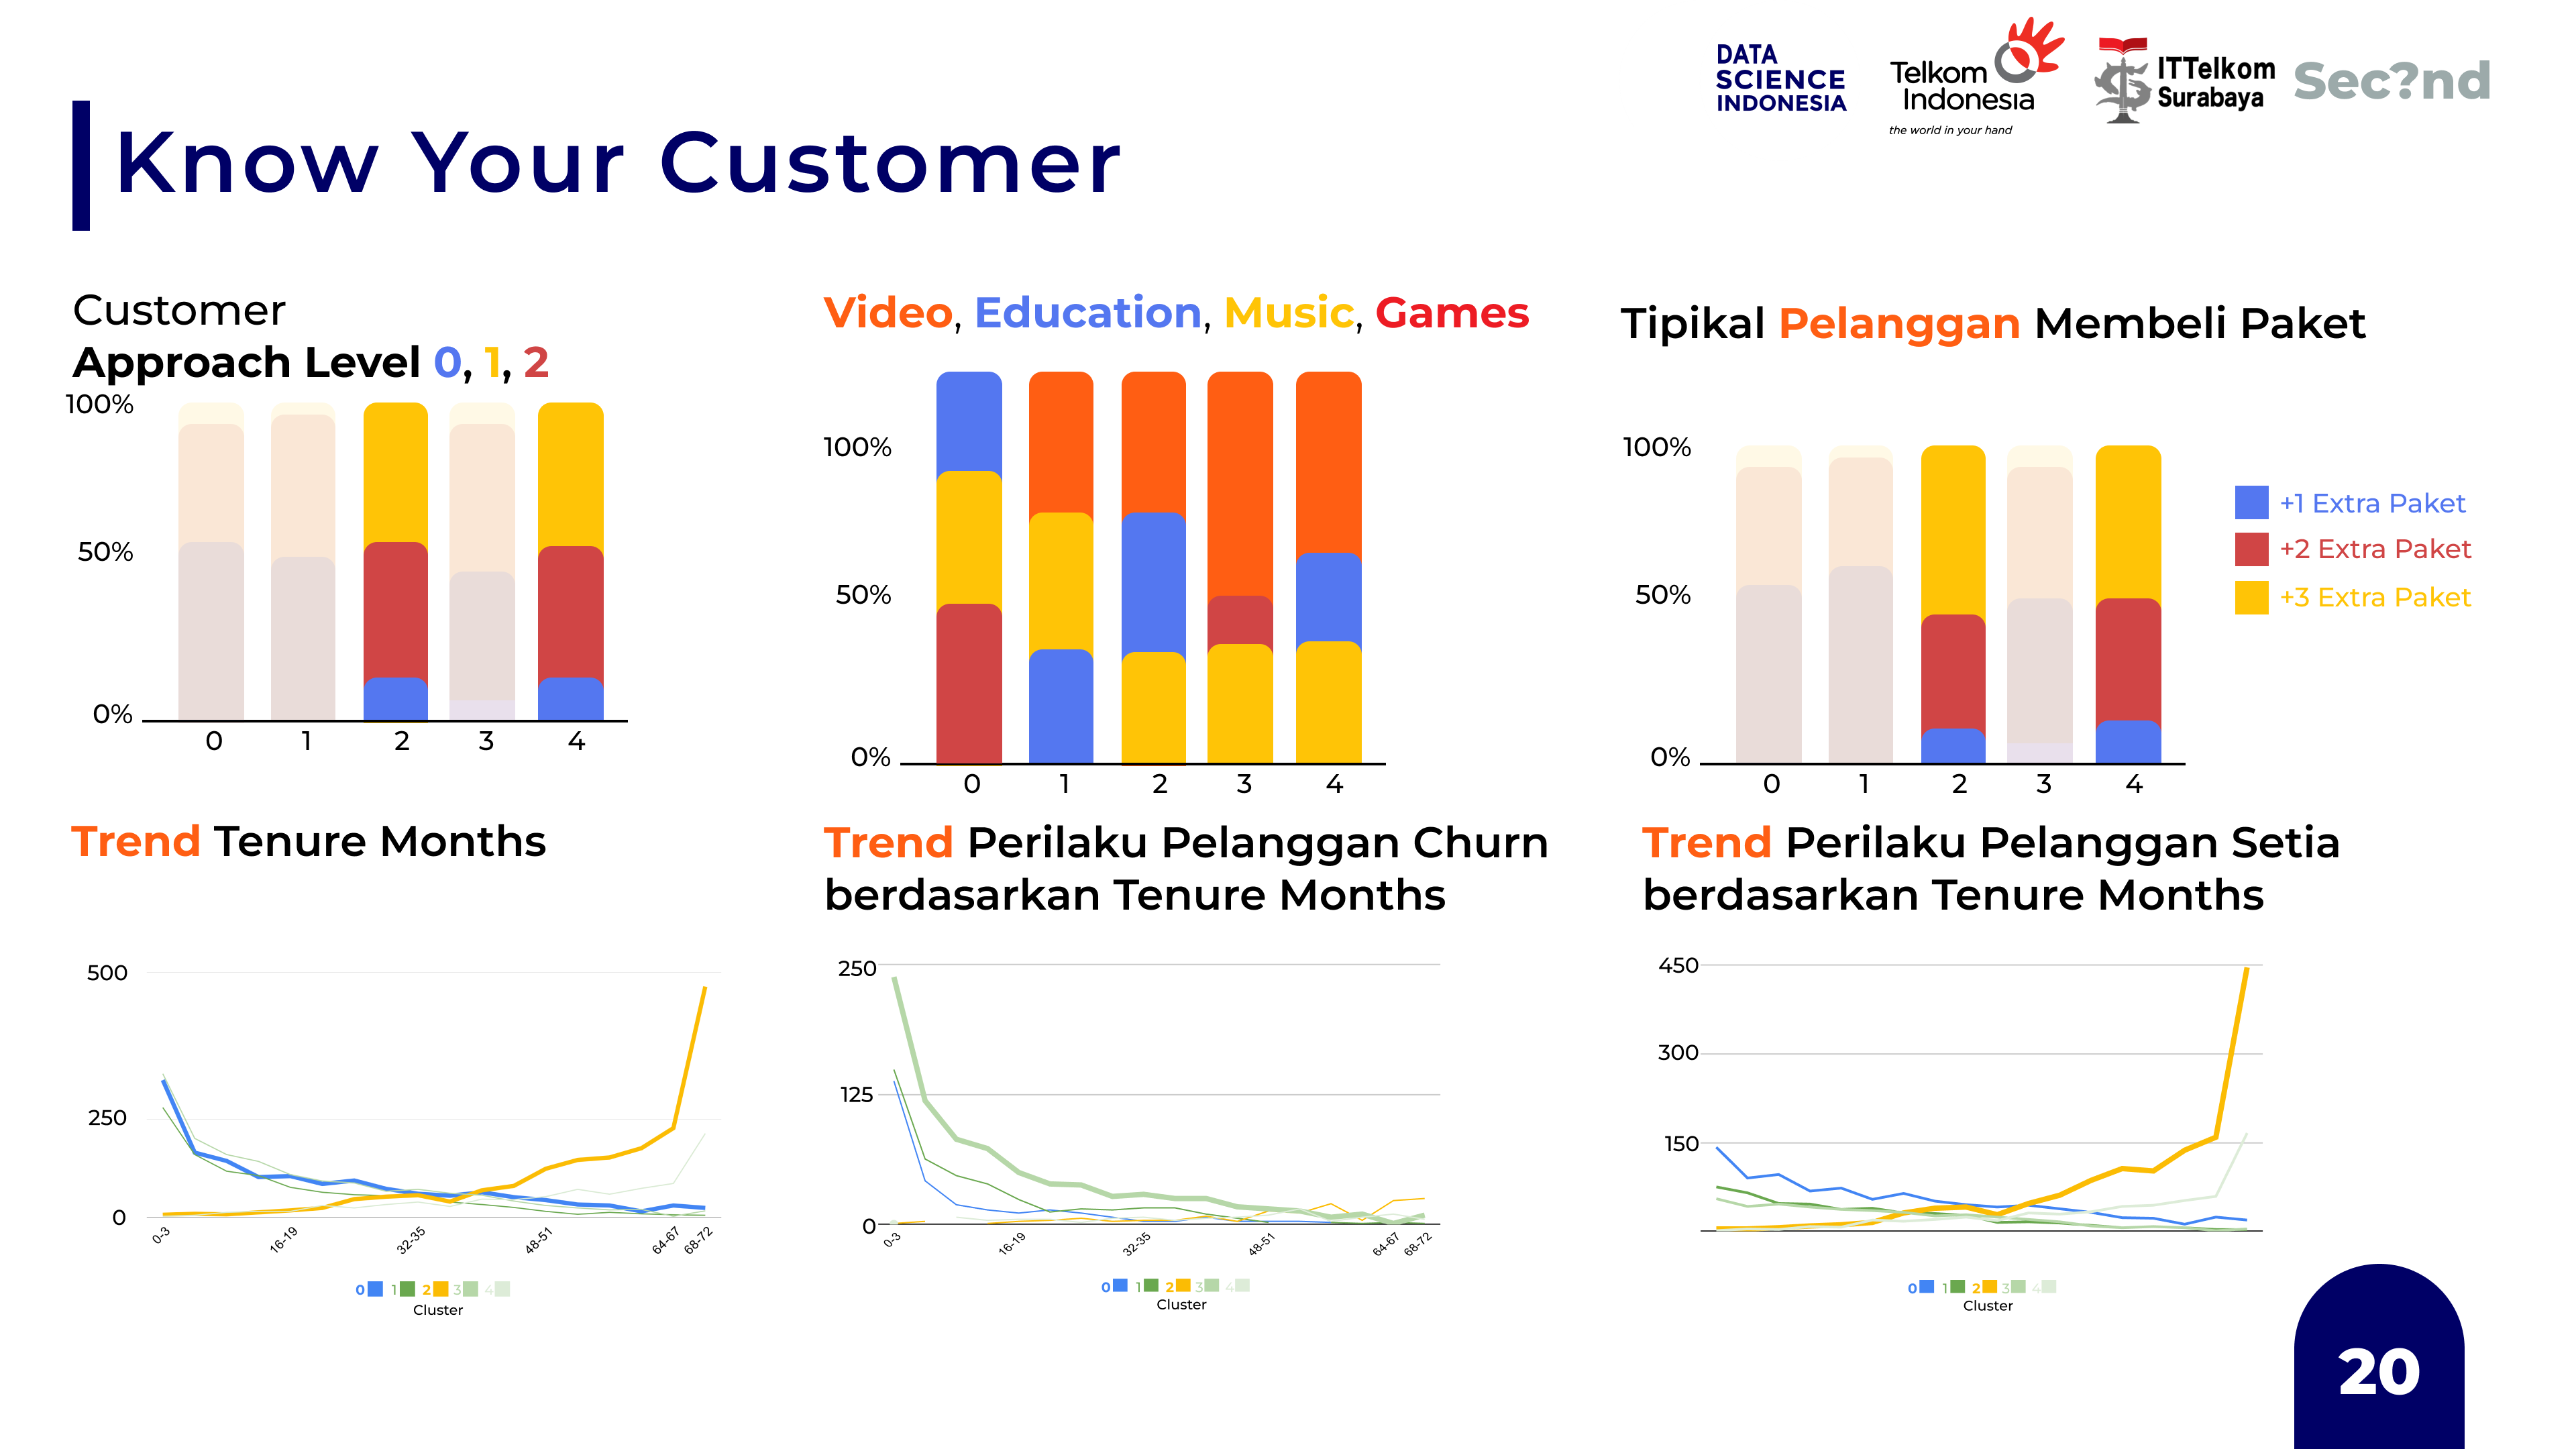 DATA
SCIENCE
INDONESIA
Telkom
Indonesia
the world in your hand
ITTelkom
Surabaya
Sec?nd
Know Your Customer
Customer
Approach Level 0, 1, 2
100%
50%
0%
0 1 2 3 4
Video, Education, Music, Games
100%
50%
0%
0 1 2 3 4
Tipikal Pelanggan Membeli Paket
100%
50%
0%
0 1 2 3 4
+1 Extra Paket
+2 Extra Paket
+3 Extra Paket
Trend Tenure Months
500
250
0
0-3 16-19 32-35 48-51 64-67 68-72
0 1 2 3 4
Cluster
Trend Perilaku Pelanggan Churn
berdasarkan Tenure Months
250
125
0
0-3 16-19 32-35 48-51 64-67 68-72
0 1 2 3 4
Cluster
Trend Perilaku Pelanggan Setia
berdasarkan Tenure Months
450
300
150
0 1 2 3 4
Cluster
20